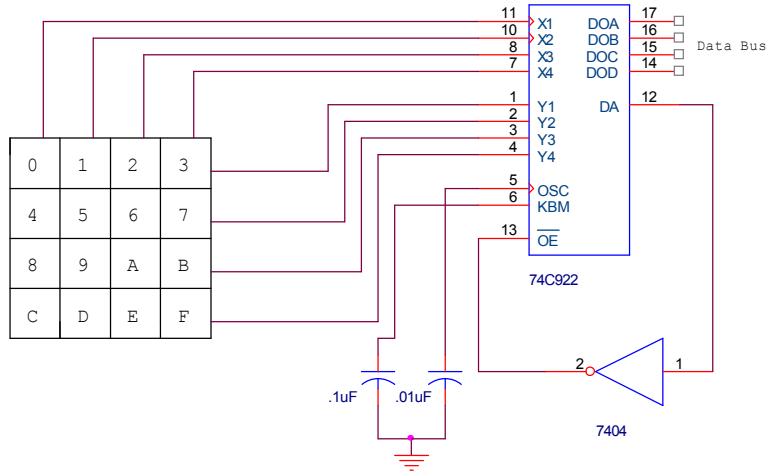 11 X1 DOA 17
10 X2 DOB 16 Data Bus
8 X3 DOC 15
7 X4 DOD 14
1 Y1 DA 12
2 Y2
3 Y3
4 Y4
5 OSC
6 KBM
13 OE
74C922
0 1 2 3
4 5 6 7
8 9 A B
C D E F
2 1
.1uF .01uF
7404